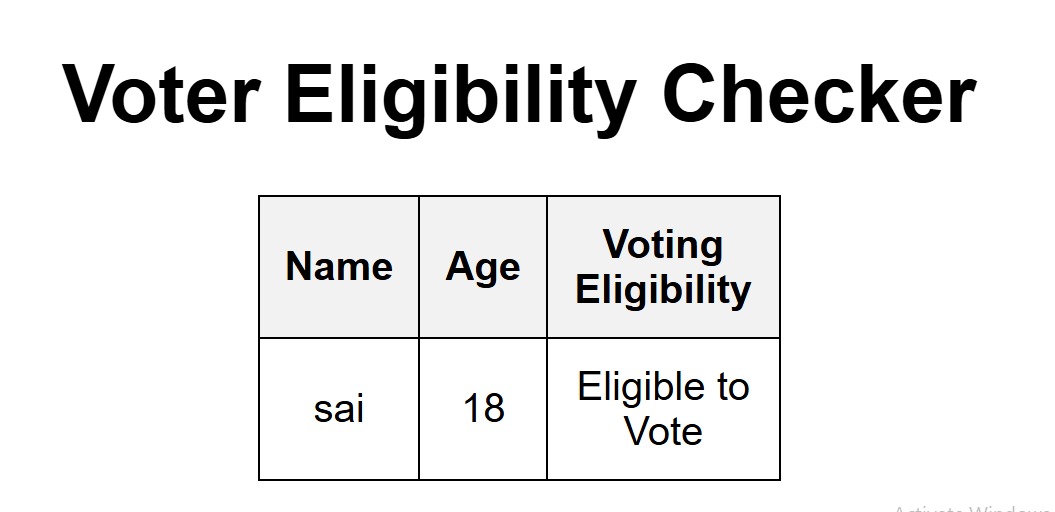 Voter Eligibility Checker
Name Age Voting
Eligibility
sai 18 Eligible to
Vote